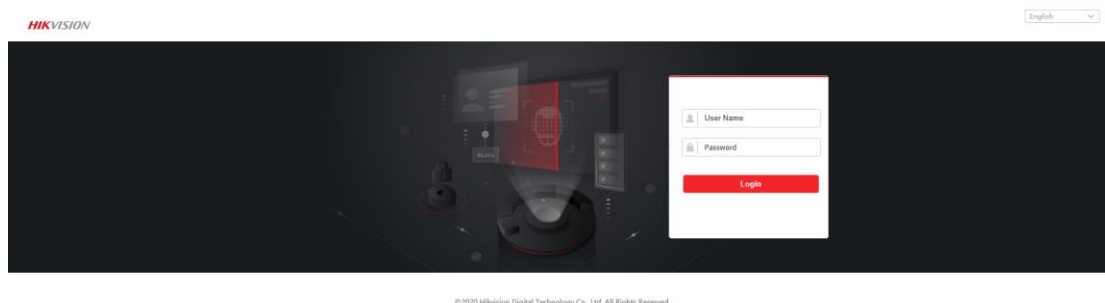 HIKVISION
English
User Name
Password
Login
©2020 Hikvision Digital Technology Co., Ltd. All Rights Reserved.